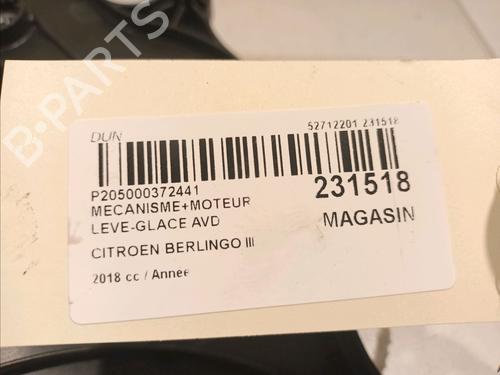 B-PARTS
DUN
52712201 231518
P205000372441
231518
MECANISME+MOTEUR
LEVE-GLACE AVD
MAGASIN
CITROEN BERLINGO III
2018 cc / Annee